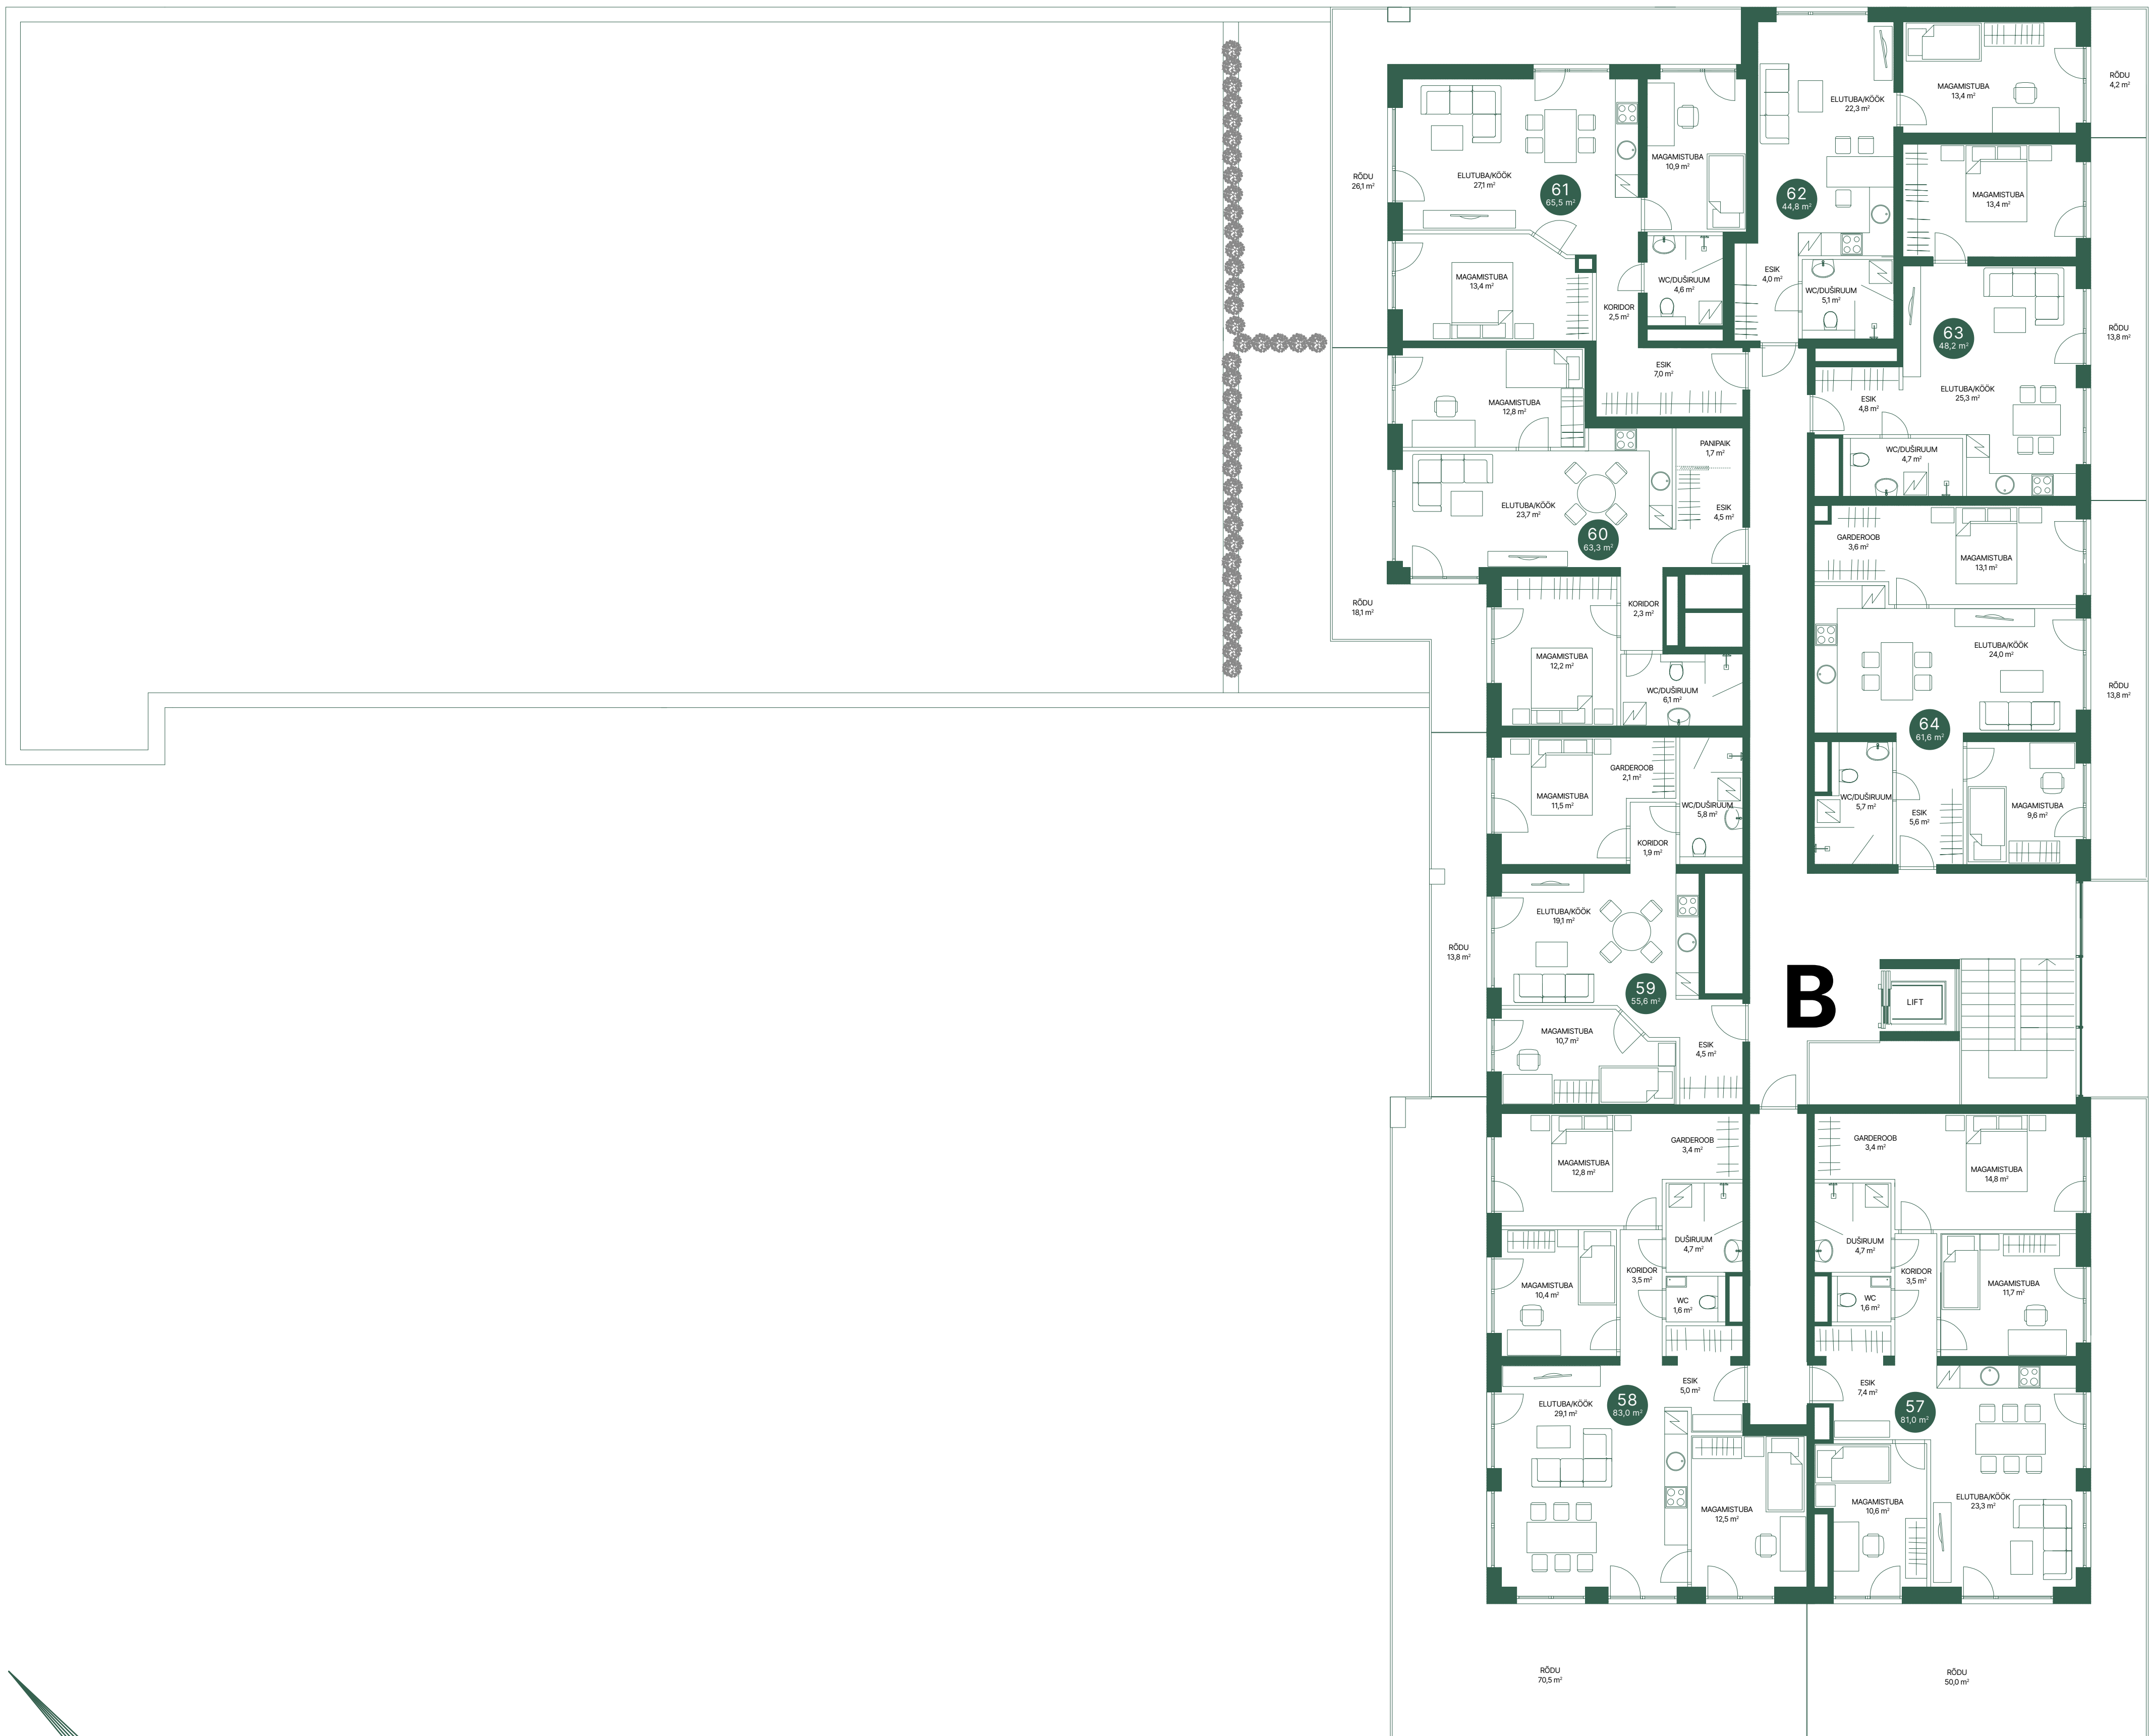 RÕDU
4,2 m²
MAGAMISTUBA
13,4 m²
ELUTUBA/KÖÖK
22,3 m²
62
44,8 m²
ESIK
4,0 m²
WC/DUŠIRUUM
5,1 m²
RÕDU
26,1 m²
ELUTUBA/KÖÖK
27,1 m²
61
65,5 m²
MAGAMISTUBA
10,9 m²
MAGAMISTUBA
13,4 m²
WC/DUŠIRUUM
4,6 m²
KORIDOR
2,5 m²
ESIK
7,0 m²
MAGAMISTUBA
13,4 m²
63
48,2 m²
RÕDU
13,8 m²
ELUTUBA/KÖÖK
25,3 m²
ESIK
4,8 m²
WC/DUŠIRUUM
4,7 m²
MAGAMISTUBA
12,8 m²
PANIPAIK
1,7 m²
ELUTUBA/KÖÖK
23,7 m²
ESIK
4,5 m²
60
63,3 m²
RÕDU
18,1 m²
KORIDOR
2,3 m²
MAGAMISTUBA
12,2 m²
WC/DUŠIRUUM
6,1 m²
GARDEROOB
3,6 m²
MAGAMISTUBA
13,1 m²
ELUTUBA/KÖÖK
24,0 m²
RÕDU
13,8 m²
64
61,6 m²
WC/DUŠIRUUM
5,7 m²
ESIK
5,6 m²
MAGAMISTUBA
9,6 m²
GARDEROOB
2,1 m²
MAGAMISTUBA
11,5 m²
WC/DUŠIRUUM
5,8 m²
KORIDOR
1,9 m²
ELUTUBA/KÖÖK
19,1 m²
RÕDU
13,8 m²
59
55,6 m²
MAGAMISTUBA
10,7 m²
ESIK
4,5 m²
B
LIFT
GARDEROOB
3,4 m²
MAGAMISTUBA
12,8 m²
DUŠIRUUM
4,7 m²
KORIDOR
3,5 m²
MAGAMISTUBA
10,4 m²
WC
1,6 m²
ESIK
5,0 m²
58
83,0 m²
ELUTUBA/KÖÖK
29,1 m²
MAGAMISTUBA
12,5 m²
RÕDU
70,5 m²
GARDEROOB
3,4 m²
MAGAMISTUBA
14,8 m²
DUŠIRUUM
4,7 m²
KORIDOR
3,5 m²
MAGAMISTUBA
11,7 m²
WC
1,6 m²
ESIK
7,4 m²
57
81,0 m²
MAGAMISTUBA
10,6 m²
ELUTUBA/KÖÖK
23,3 m²
RÕDU
50,0 m²